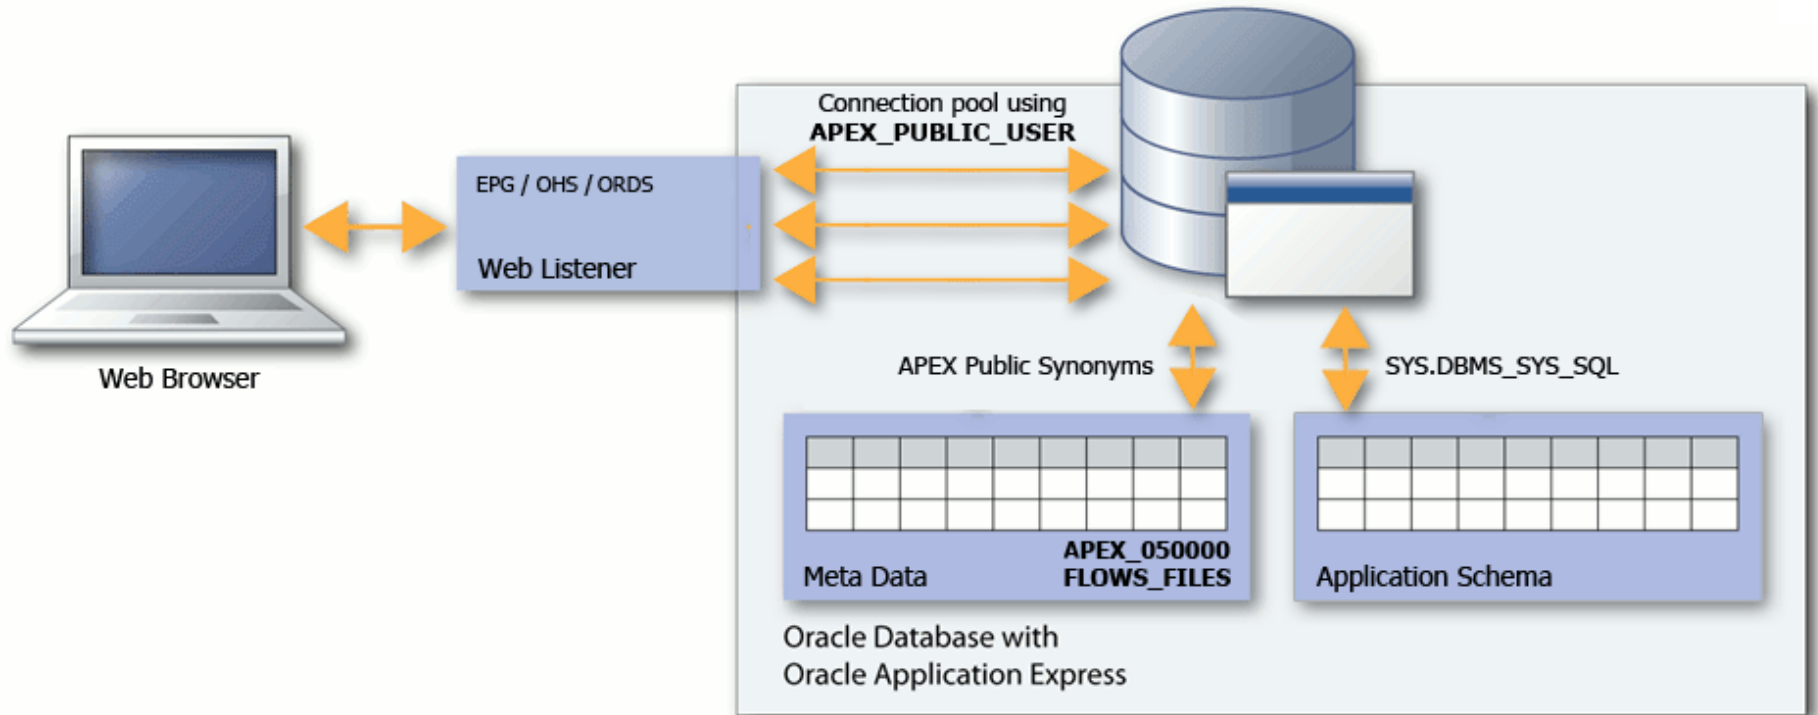 Connection pool using
APEX_PUBLIC_USER
EPG / OHS / ORDS
Web Listener
Web Browser
APEX Public Synonyms
SYS.DBMS_SYS_SQL
APEX_050000
Meta Data
FLOWS_FILES
Application Schema
Oracle Database with
Oracle Application Express